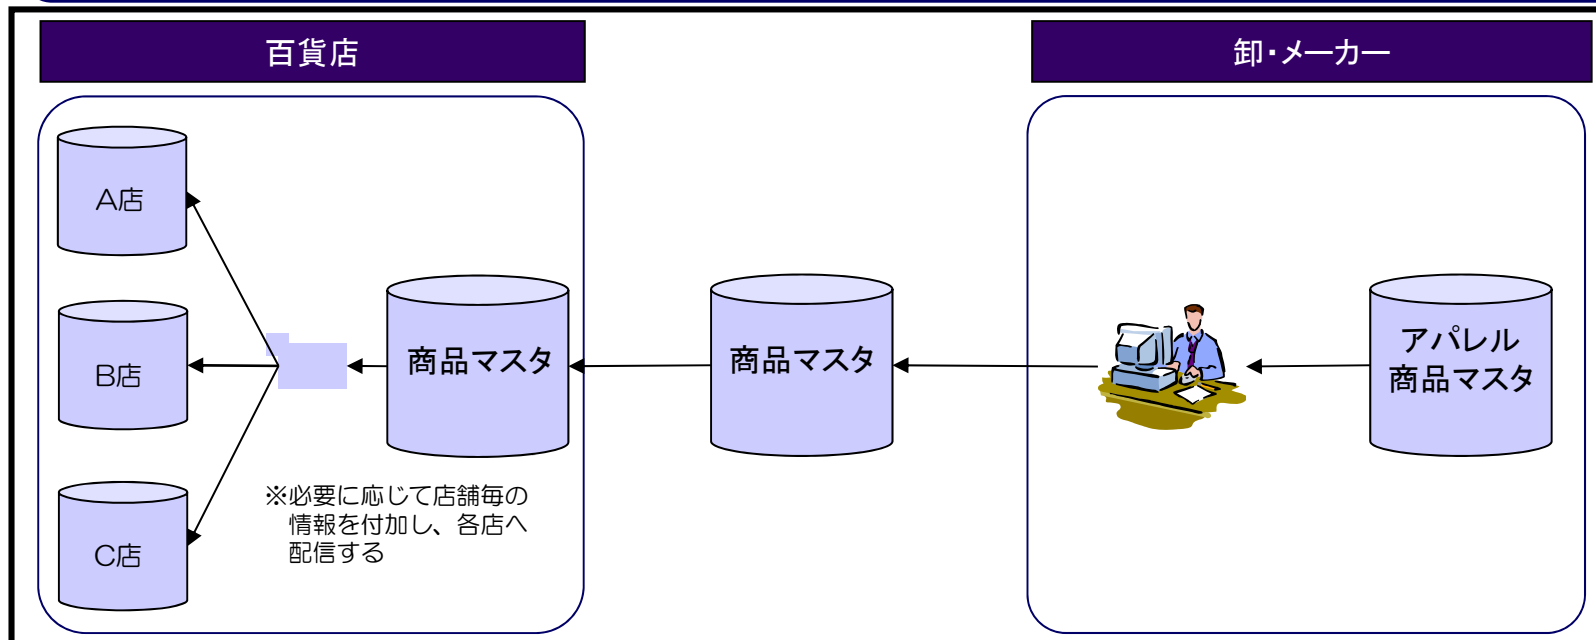 百貨店
卸・メーカー
A店
B店
C店
商品マスタ
※必要に応じて店舗毎の
情報を付加し、各店へ
配信する
商品マスタ
アパレル
商品マスタ